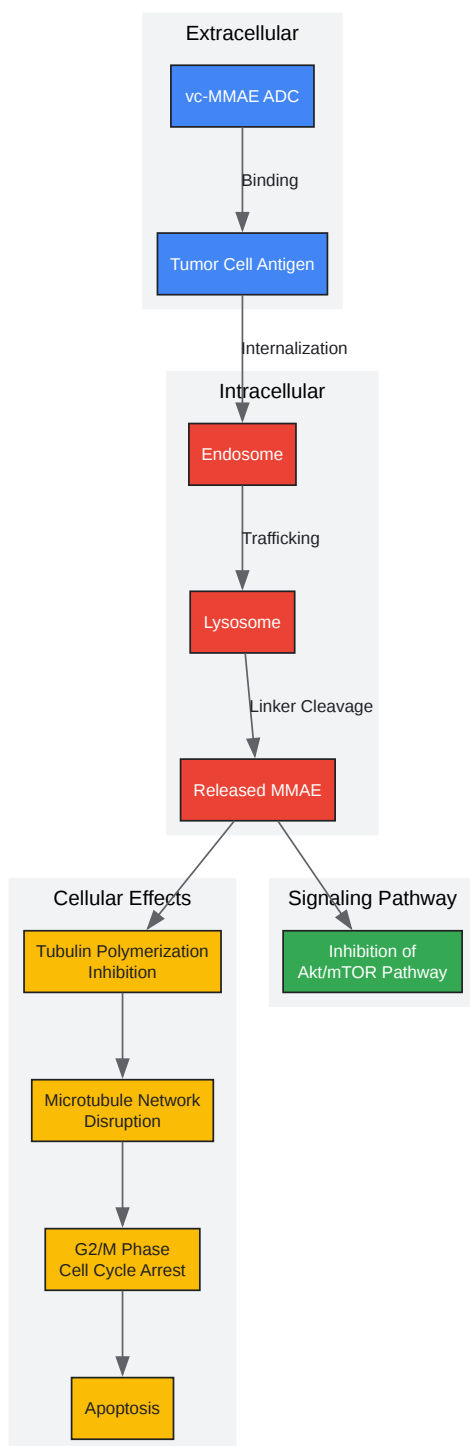 Extracellular
vc-MMAE ADC
Binding
Tumor Cell Antigen
Internalization
Intracellular
Endosome
Trafficking
Lysosome
Linker Cleavage
Released MMAE
Cellular Effects
Tubulin Polymerization
Inhibition
Microtubule Network
Disruption
G2/M Phase
Cell Cycle Arrest
Apoptosis
Signaling Pathway
Inhibition of
Akt/mTOR Pathway